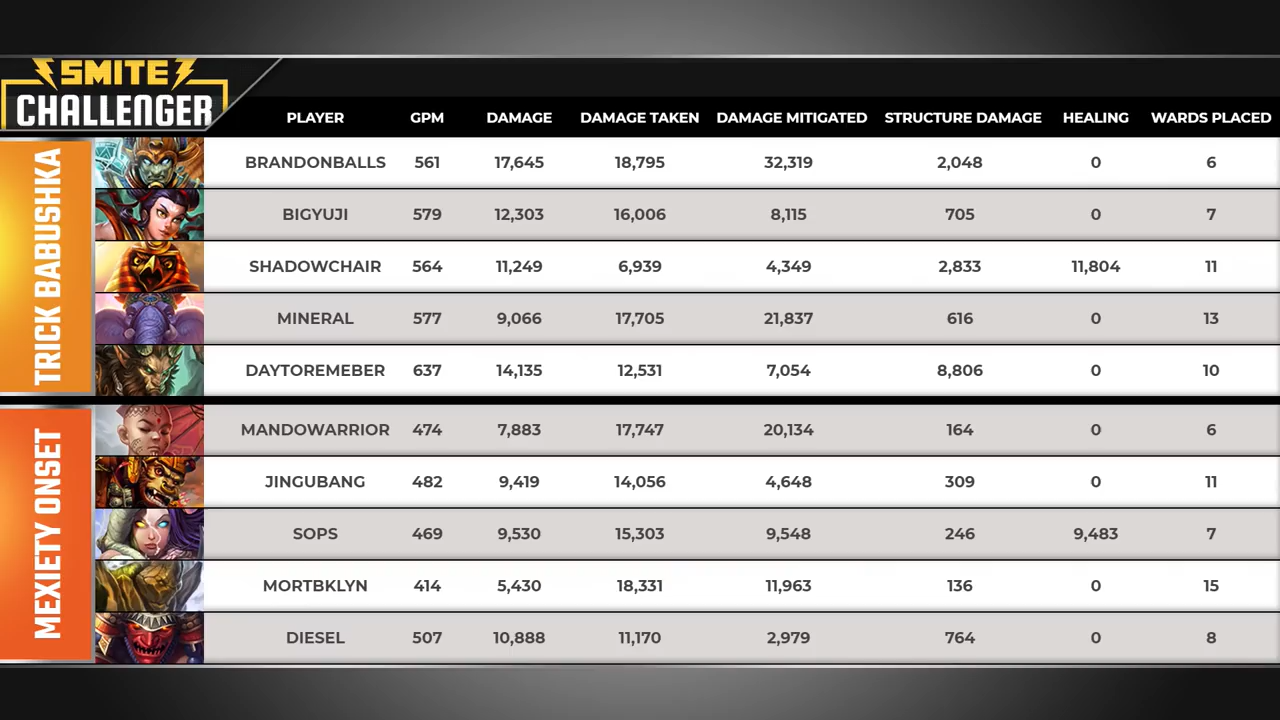 SMITE
CHALLENGER
PLAYER GPM DAMAGE DAMAGE TAKEN DAMAGE MITIGATED STRUCTURE DAMAGE HEALING WARDS PLACED
TRICK BABUSHKA
BRANDONBALLS 561 17,645 18,795 32,319 2,048 0 6
BIGYUJI 579 12,303 16,006 8,115 705 0 7
SHADOWCHAIR 564 11,249 6,939 4,349 2,833 11,804 11
MINERAL 577 9,066 17,705 21,837 616 0 13
DAYTOREMEBER 637 14,135 12,531 7,054 8,806 0 10
MEXIETY ONSET
MANDOWARRIOR 474 7,883 17,747 20,134 164 0 6
JINGUBANG 482 9,419 14,056 4,648 309 0 11
SOPS 469 9,530 15,303 9,548 246 9,483 7
MORTBKLYN 414 5,430 18,331 11,963 136 0 15
DIESEL 507 10,888 11,170 2,979 764 0 8